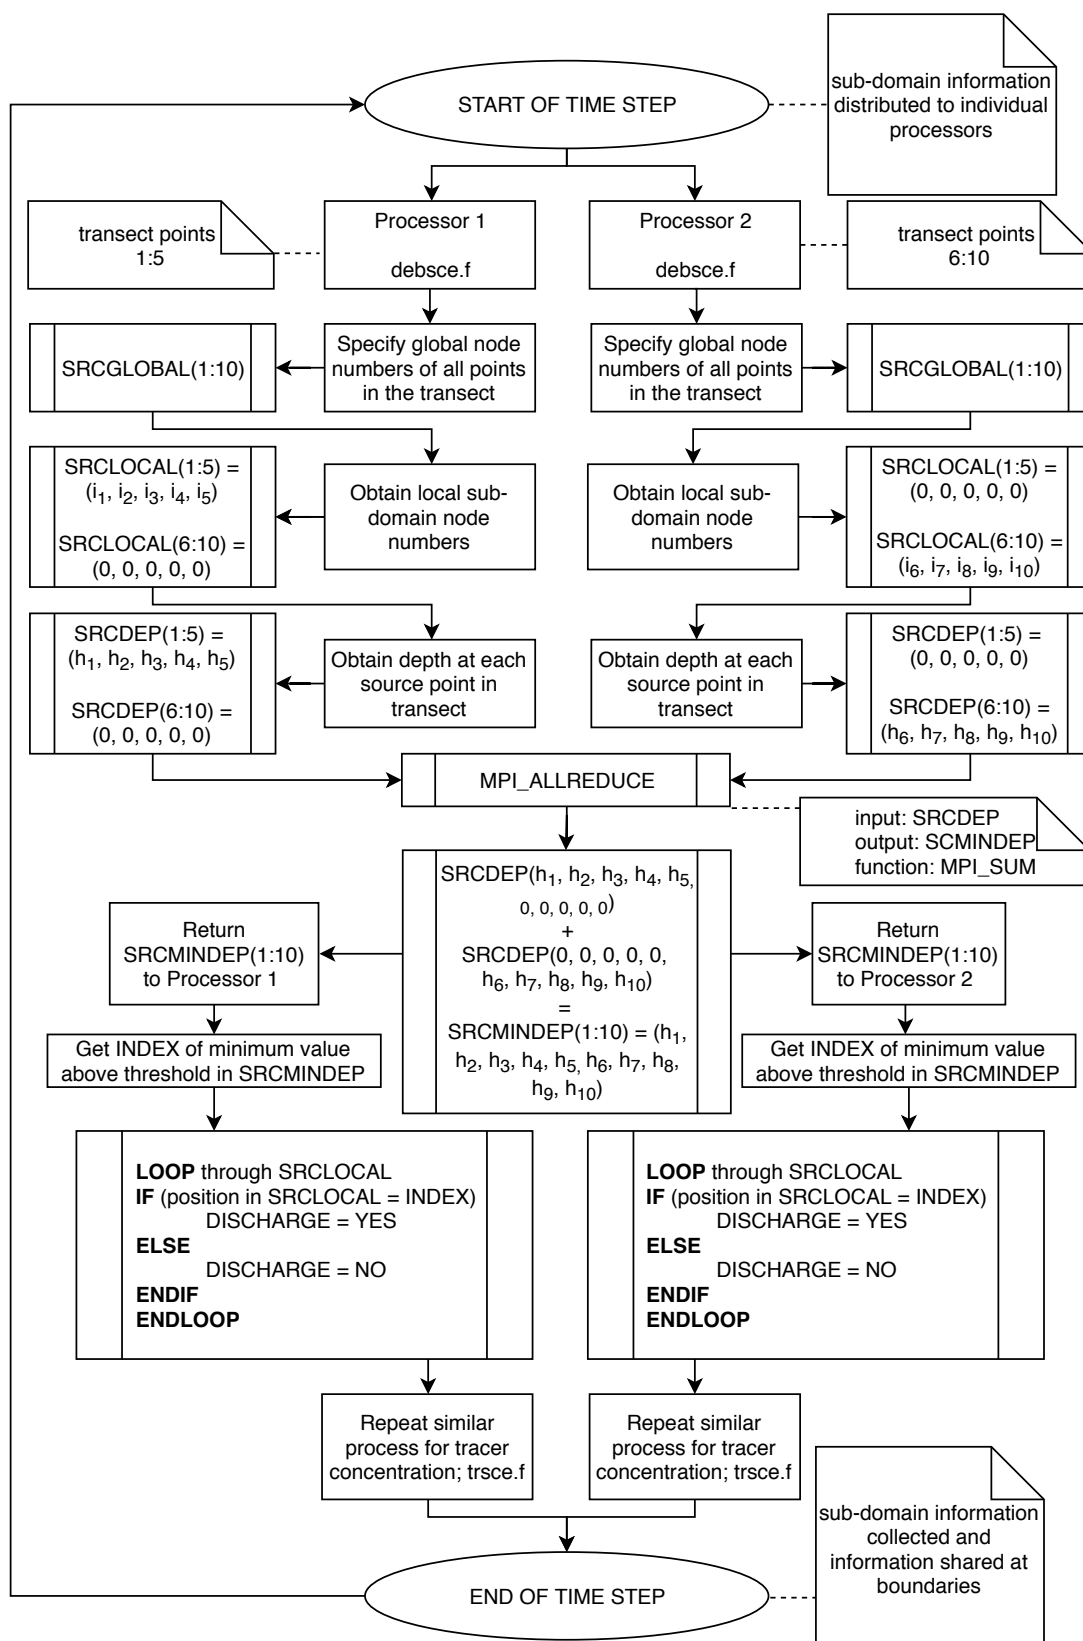 sub-domain information
distributed to individual
processors
START OF TIME STEP
transect points
1:5
Processor 1
debsce.f
Processor 2
debsce.f
transect points
6:10
SRCGLOBAL(1:10)
Specify global node
numbers of all points
in the transect
Specify global node
numbers of all points
in the transect
SRCGLOBAL(1:10)
SRCLOCAL(1:5) =
(i1, i2, i3, i4, i5)
SRCLOCAL(6:10) =
(0, 0, 0, 0, 0)
Obtain local sub-
domain node
numbers
Obtain local sub-
domain node
numbers
SRCLOCAL(1:5) =
(0, 0, 0, 0, 0)
SRCLOCAL(6:10) =
(i6, i7, i8, i9, i10)
SRCDEP(1:5) =
(h1, h2, h3, h4, h5)
SRCDEP(6:10) =
(0, 0, 0, 0, 0)
Obtain depth at each
source point in
transect
Obtain depth at each
source point in
transect
SRCDEP(1:5) =
(0, 0, 0, 0, 0)
SRCDEP(6:10) =
(h6, h7, h8, h9, h10)
MPI_ALLREDUCE
input: SRCDEP
output: SCMINDEP
function: MPI_SUM
SRCDEP(h1, h2, h3, h4, h5,
0, 0, 0, 0, 0)
+
SRCDEP(0, 0, 0, 0, 0,
h6, h7, h8, h9, h10)
=
SRCMINDEP(1:10) = (h1,
h2, h3, h4, h5, h6, h7, h8,
h9, h10)
Return
SRCMINDEP(1:10)
to Processor 1
Return
SRCMINDEP(1:10)
to Processor 2
Get INDEX of minimum value
above threshold in SRCMINDEP
Get INDEX of minimum value
above threshold in SRCMINDEP
LOOP through SRCLOCAL
IF (position in SRCLOCAL = INDEX)
DISCHARGE = YES
ELSE
DISCHARGE = NO
ENDIF
ENDLOOP
LOOP through SRCLOCAL
IF (position in SRCLOCAL = INDEX)
DISCHARGE = YES
ELSE
DISCHARGE = NO
ENDIF
ENDLOOP
Repeat similar
process for tracer
concentration; trsce.f
Repeat similar
process for tracer
concentration; trsce.f
sub-domain information
collected and
information shared at
boundaries
END OF TIME STEP